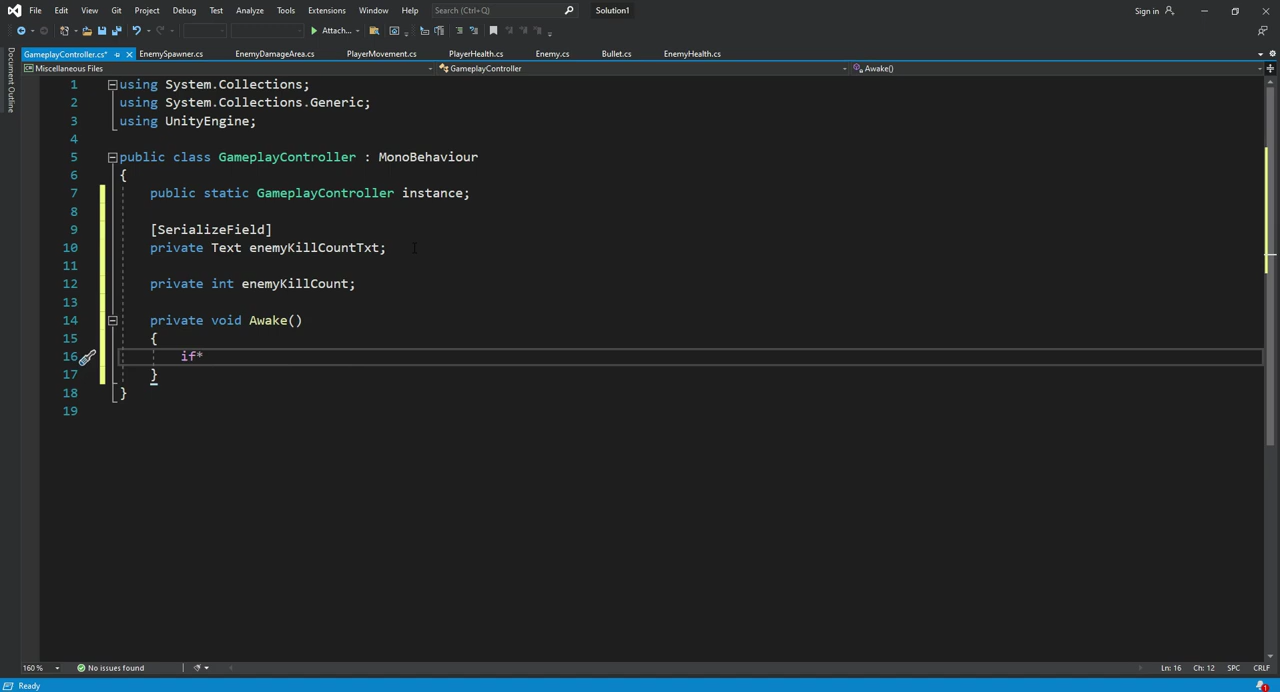 File Edit View Git Project Debug Test Analyze Tools Extensions Window Help Search (Ctrl+Q) Solution1 Sign in
Attach...
GameplayController.cs* EnemySpawner.cs EnemyDamageArea.cs PlayerMovement.cs PlayerHealth.cs Enemy.cs Bullet.cs EnemyHealth.cs
Miscellaneous Files GameplayController Awake()
Document Outline
1 using System.Collections;
2 using System.Collections.Generic;
3 using UnityEngine;
4
5 public class GameplayController : MonoBehaviour
6 {
7 public static GameplayController instance;
8
9 [SerializeField]
10 private Text enemyKillCountTxt;
11
12 private int enemyKillCount;
13
14 private void Awake()
15 {
16 if*
17 }
18 }
19
160 % No issues found Ln: 16 Ch: 12 SPC CRLF
Ready